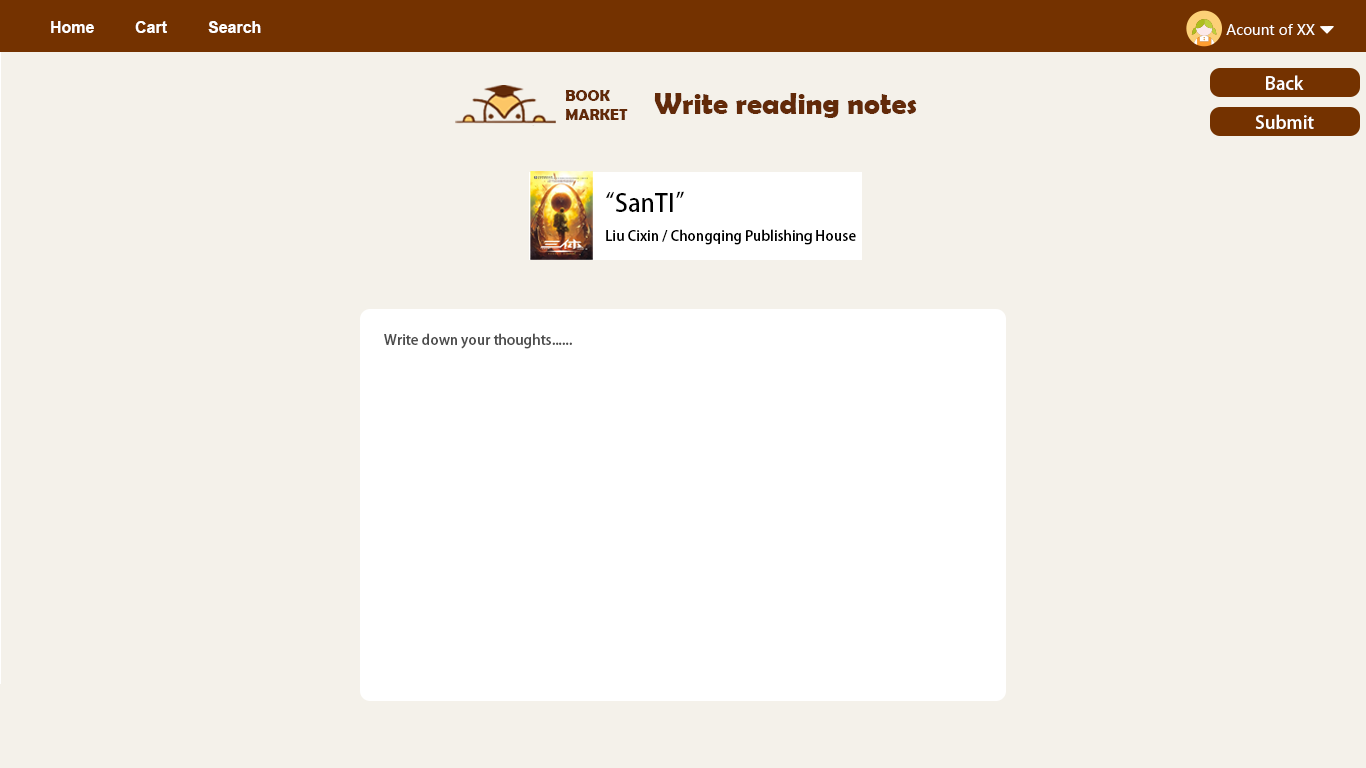 Home Cart Search Acount of XX
Back
BOOK
MARKET
Write reading notes
Submit
“SanTI”
Liu Cixin / Chongqing Publishing House
三体
Write down your thoughts......